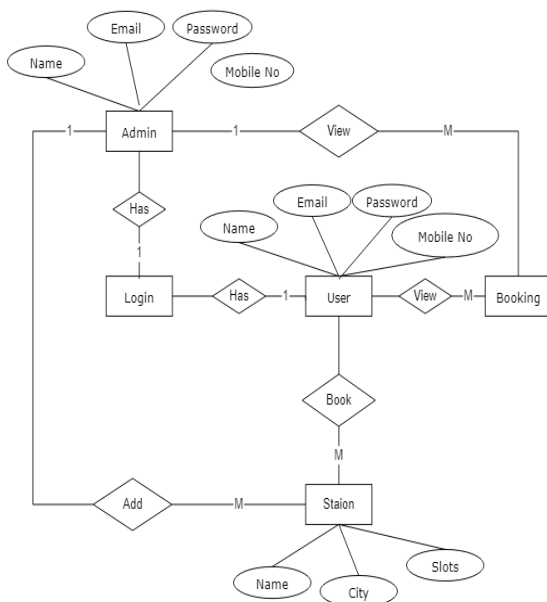 Email
Password
Name
Mobile No
Admin
1
1
View
M
Has
1
Email
Password
Name
Mobile No
Login
Has
1
User
View
M
Booking
Book
M
Add
M
Staion
Name
City
Slots